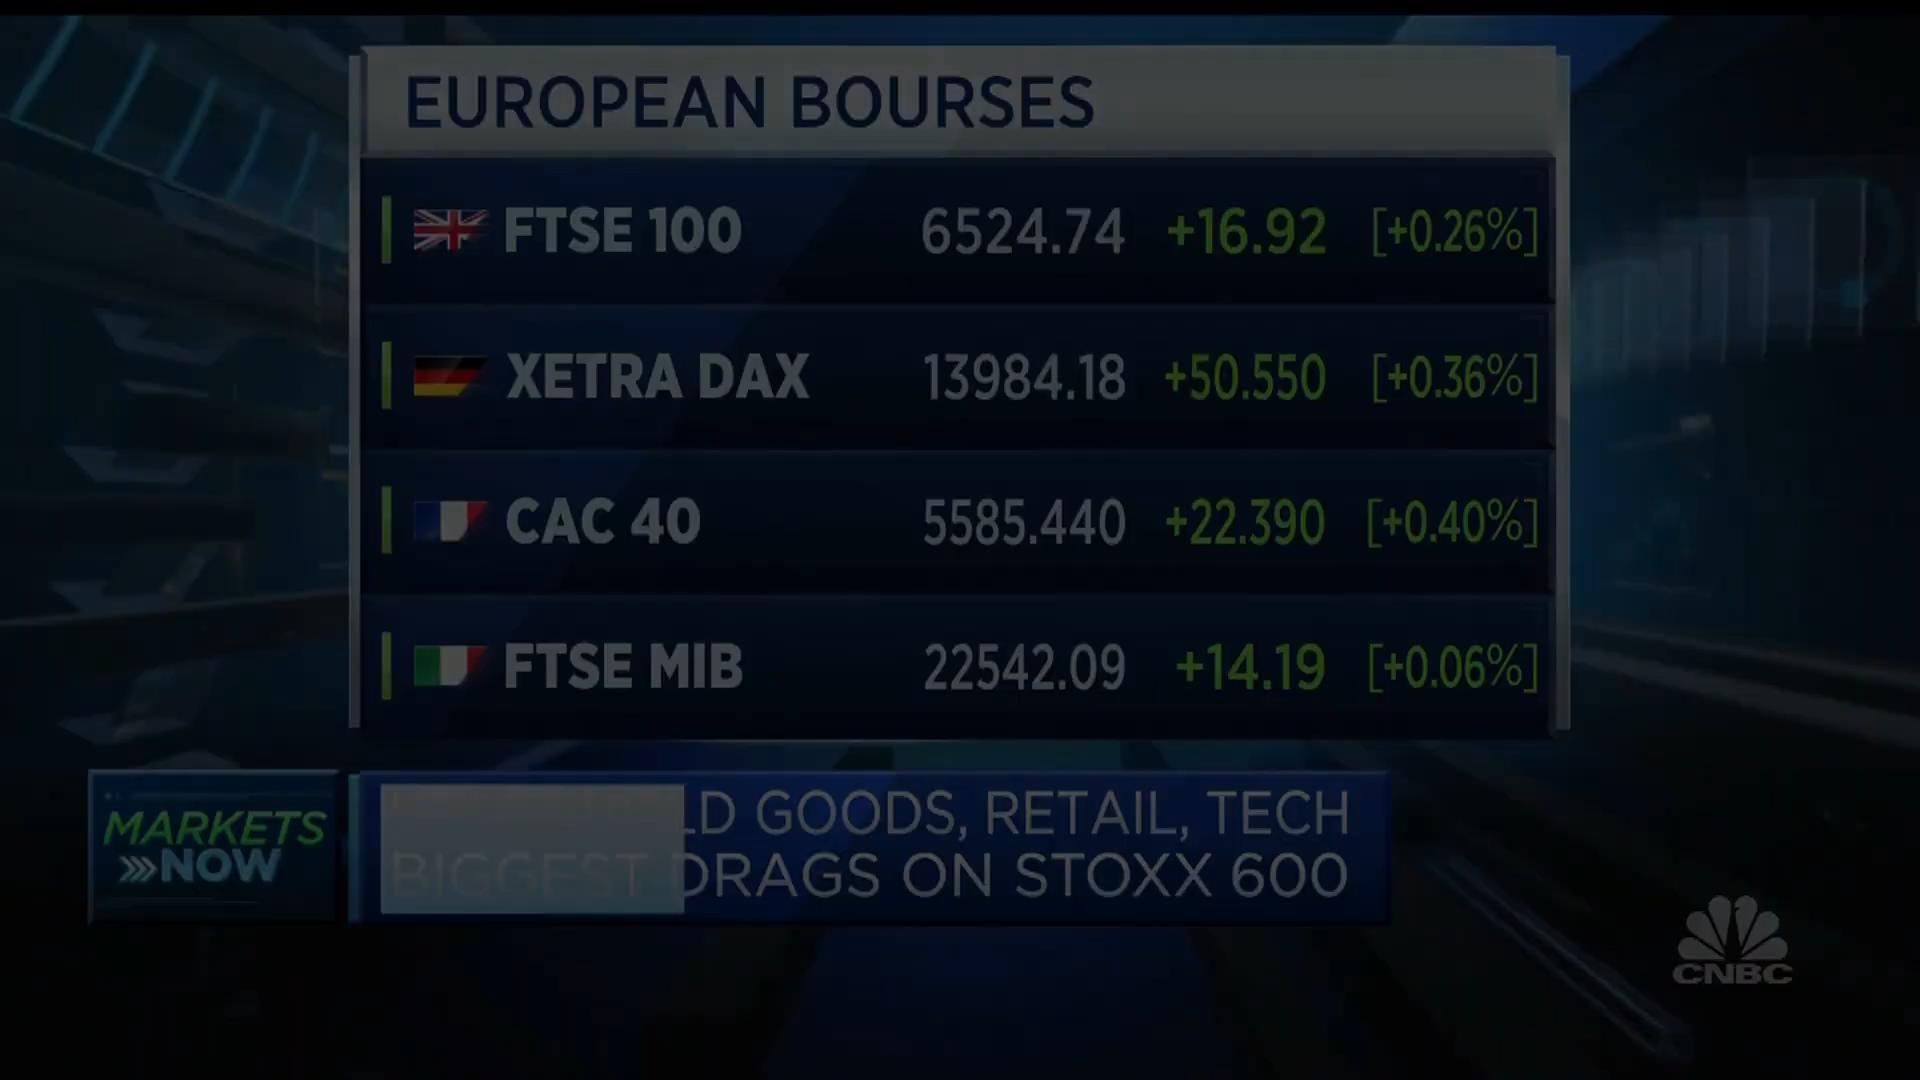 EUROPEAN BOURSES
FTSE 100 6524.74 +16.92 [+0.26%]
XETRA DAX 13984.18 +50.550 [+0.36%]
CAC 40 5585.440 +22.390 [+0.40%]
FTSE MIB 22542.09 +14.19 [+0.06%]
MARKETS
NOW
GOODS, RETAIL, TECH
BIGGEST DRAGS ON STOXX 600
CNBC